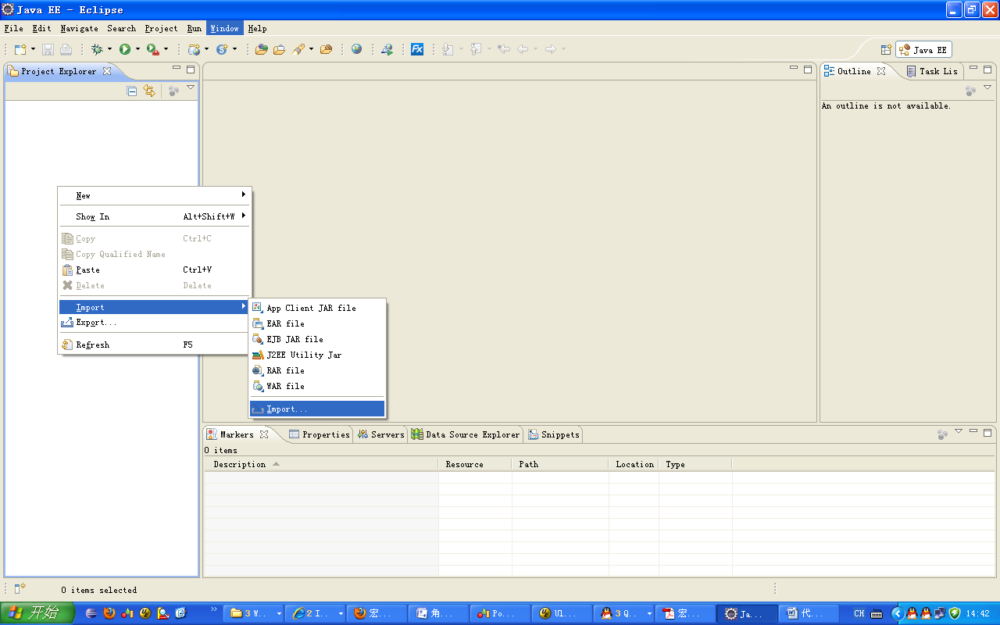 Java EE - Eclipse
File Edit Navigate Search Project Run Window Help
Java EE
Project Explorer
Outline
Task Lis
An outline is not available.
New
Show In Alt+Shift+W
Copy Ctrl+C
Copy Qualified Name
Paste Ctrl+V
Delete Delete
Import
Export...
Refresh F5
App Client JAR file
EAR file
EJB JAR file
J2EE Utility Jar
RAR file
WAR file
Import...
Markers Properties Servers Data Source Explorer Snippets
0 items
Description Resource Path Location Type
0 items selected
开始 3 W.. 2 I.. 宏... 角... Po... Ul... 3 Q.. 宏... Ja... 代... CH 14:42